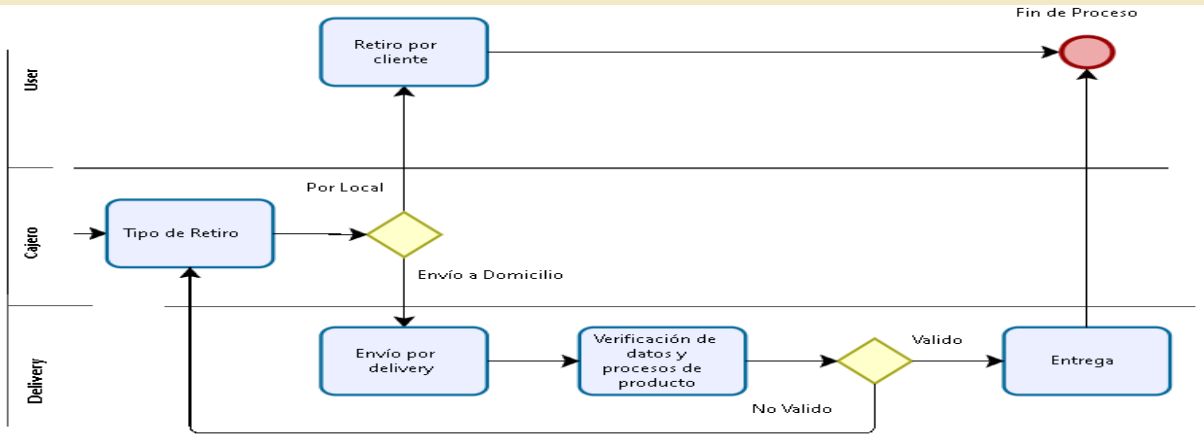 Fin de Proceso
User
Retiro por
cliente
Por Local
Cajero
Tipo de Retiro
Envío a Domicilio
Delivery
Envío por
delivery
Verificación de
datos y
procesos de
producto
Valido
Entrega
No Valido